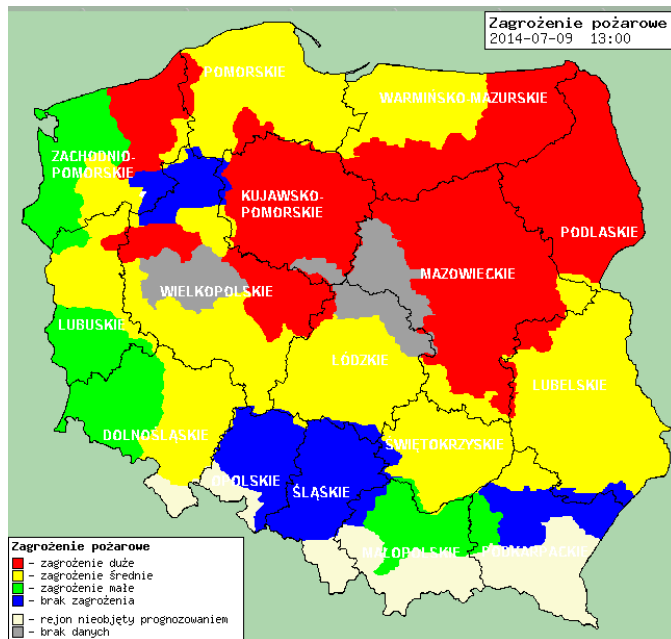 Zagrożenie pożarowe
2014-07-09 13:00
POMORSKIE
WARNIŃSKO-MAZURSKIE
ZACHODNIO-
POMORSKIE
KUJAWSKO-
POMORSKIE
PODLASKIE
MAZOWIECKIE
WIELKOPOLSKIE
LUBUSKIE
ŁÓDZKIE
LUBELSKIE
DOLNOŚLĄSKIE
ŚWIĘTOKRZYSKIE
OPOLSKIE
ŚLĄSKIE
MAŁOPOLSKIE
PODKARPACKIE
Zagrożenie pożarowe
- zagrożenie duże
- zagrożenie średnie
- zagrożenie małe
- brak zagrożenia
- rejon nieobjęty prognozowaniem
- brak danych